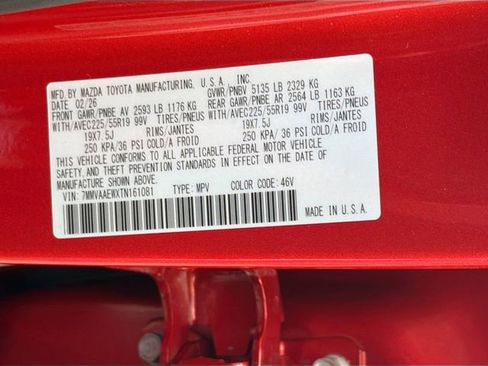 MFD.BY MAZDA TOYOTA MANUFACTURING, U.S.A., INC.
DATE 02/26 GVWR/PNBV 5135 LB 2329 KG
FRONT GAWR/PNBE AV 2593 LB 1176 KG REAR GAWR/PNBE AR 2564 LB 1163 KG
WITH/AVEC225/55R19 99V TIRES/PNEUS WITH/AVEC225/55R19 99V TIRES/PNEUS
19X7.5J RIMS/JANTES 19X7.5J RIMS/JANTES
250 KPA/ 36 PSI COLD/A FROID 250 KPA/ 36 PSI COLD/A FROID
THIS VEHICLE CONFORMS TO ALL APPLICABLE FEDERAL MOTOR VEHICLE
SAFETY, AND THEFT PREVENTION STANDARDS IN EFFECT ON THE DATE OF
MANUFACTURE SHOWN ABOVE.
VIN: 7MMVAAEWXTN161081 TYPE: MPV COLOR CODE: 46V
MADE IN U.S.A.